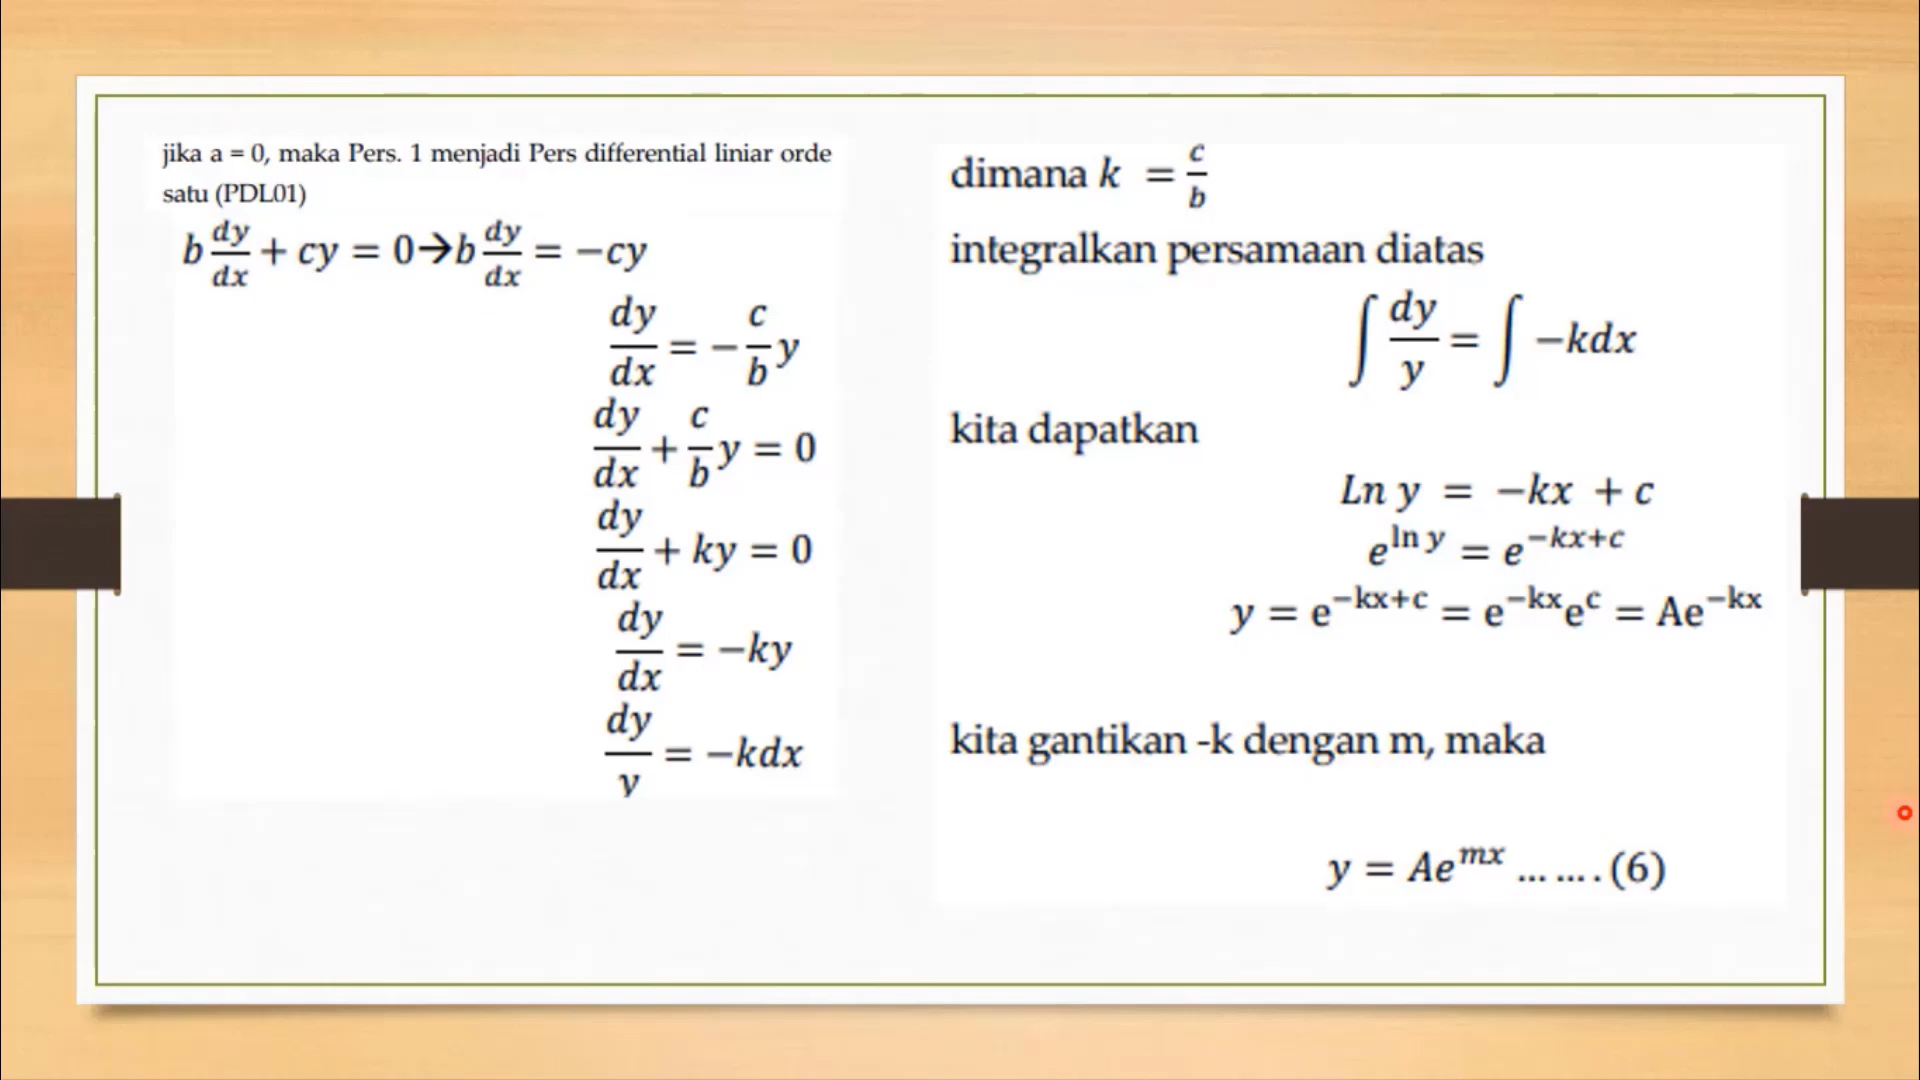 jika a = 0, maka Pers. 1 menjadi Pers differential liniar orde
satu (PDL01)
b dy/dx + cy = 0→b dy/dx = −cy
dy/dx = − c/b y
dy/dx + c/b y = 0
dy/dx + ky = 0
dy/dx = −ky
dy/y = −kdx
dimana k = c/b
integralkan persamaan diatas
∫ dy/y = ∫ −kdx
kita dapatkan
Ln y = −kx + c
e^{ln y} = e^{−kx+c}
y = e^{−kx+c} = e^{−kx}e^{c} = Ae^{−kx}
kita gantikan -k dengan m, maka
y = Ae^{mx} ... ... . (6)